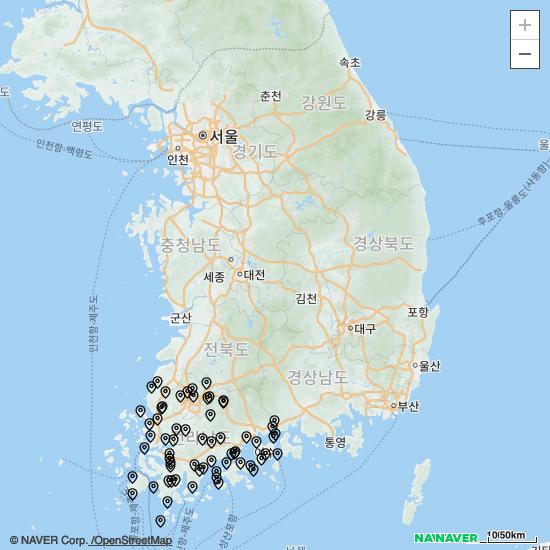 +
−
속초
춘천
강원도
강릉
연평도
인천항-백령도
서울
인천
경기도
후포항-울릉도(사동항)
충청남도
경상북도
세종
대전
김천
인천항-제주도
군산
포항
대구
전북도
경상남도
울산
부산
통영
전라남도
© NAVER Corp. /OpenStreetMap
NAVER
10/50km